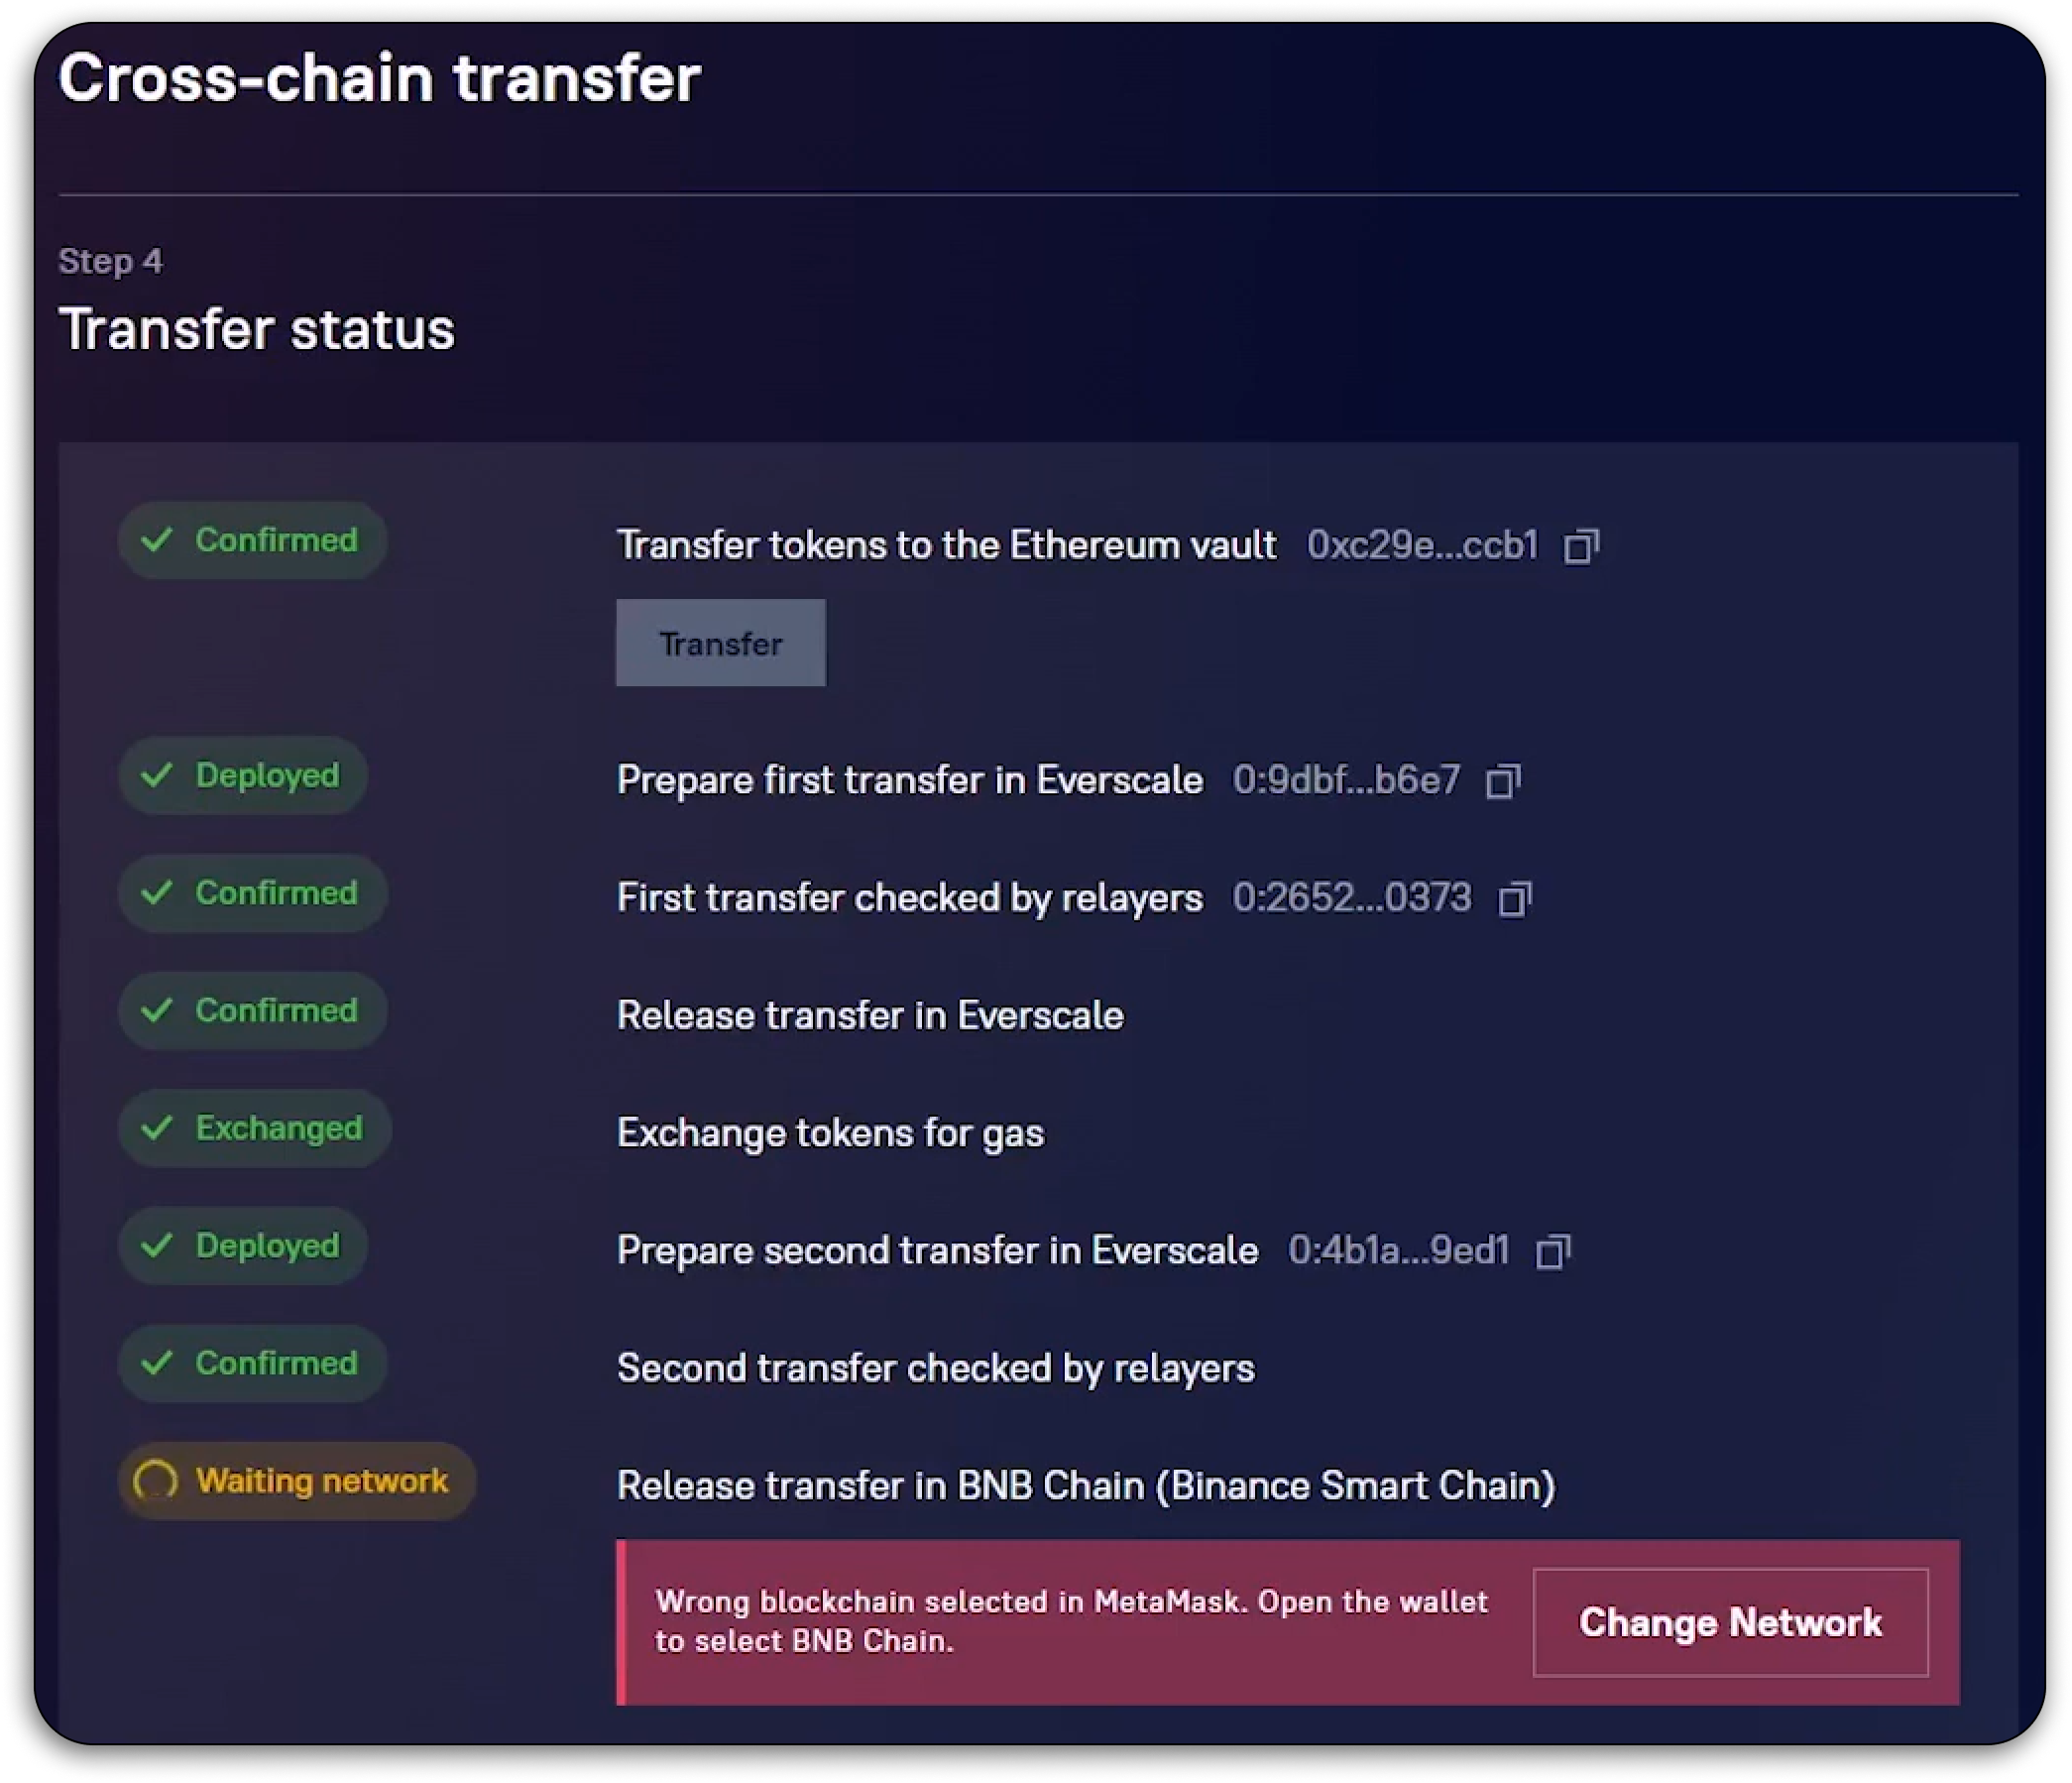 Cross-chain transfer
Step 4
Transfer status
Confirmed
Transfer tokens to the Ethereum vault 0xc29e...ccb1
Transfer
Deployed
Prepare first transfer in Everscale 0:9dbf...b6e7
Confirmed
First transfer checked by relayers 0:2652...0373
Confirmed
Release transfer in Everscale
Exchanged
Exchange tokens for gas
Deployed
Prepare second transfer in Everscale 0:4b1a...9ed1
Confirmed
Second transfer checked by relayers
Waiting network
Release transfer in BNB Chain (Binance Smart Chain)
Wrong blockchain selected in MetaMask. Open the wallet
to select BNB Chain.
Change Network